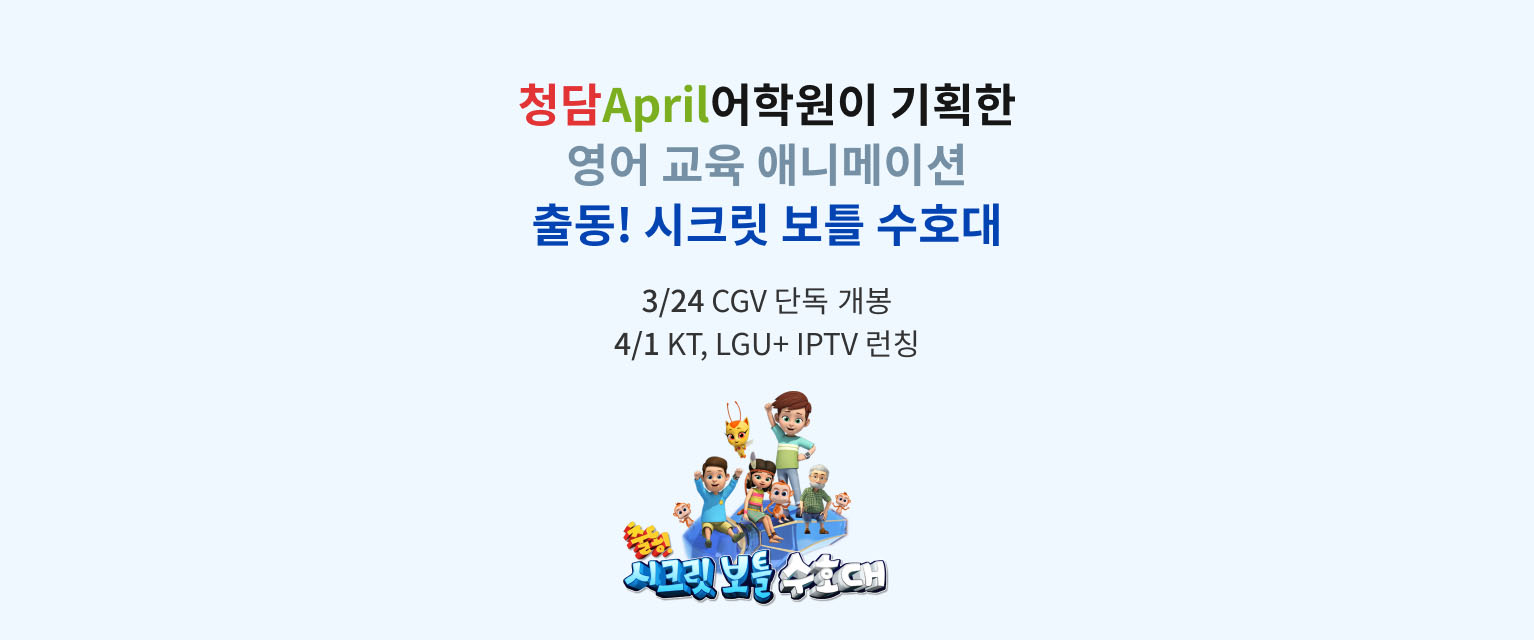 청담April어학원이 기획한
영어 교육 애니메이션
출동! 시크릿 보틀 수호대
3/24 CGV 단독 개봉
4/1 KT, LGU+ IPTV 런칭
출동!
시크릿 보틀 수호대